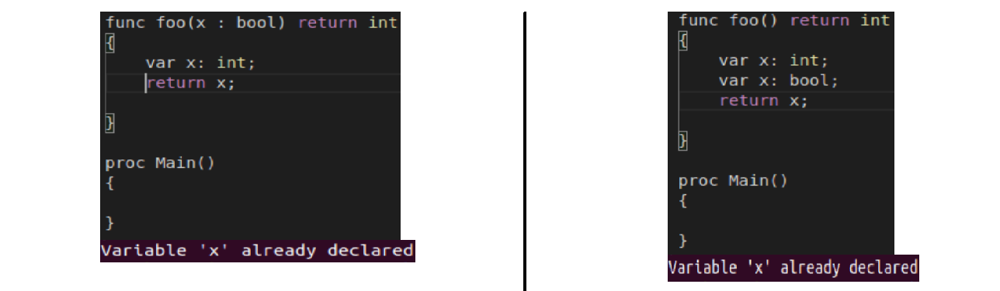 func foo(x : bool) return int
{
    var x: int;
    return x;
}
proc Main()
{
}
Variable 'x' already declared
func foo() return int
{
    var x: int;
    var x: bool;
    return x;
}
proc Main()
{
}
Variable 'x' already declared